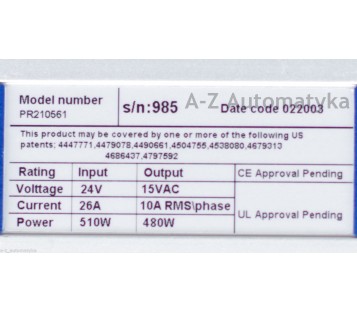 A-Z Automatyka
Model number
PR210561
s/n:985
Date code 022003
This product may be covered by one or more of the following US
patents; 4447771,4479078,4490661,4504755,4538080,4679313
4686437,4797592
Rating Input Output
CE Approval Pending
Volttage 24V 15VAC
Current 26A 10A RMS\phase
UL Approval Pending
Power 510W 480W